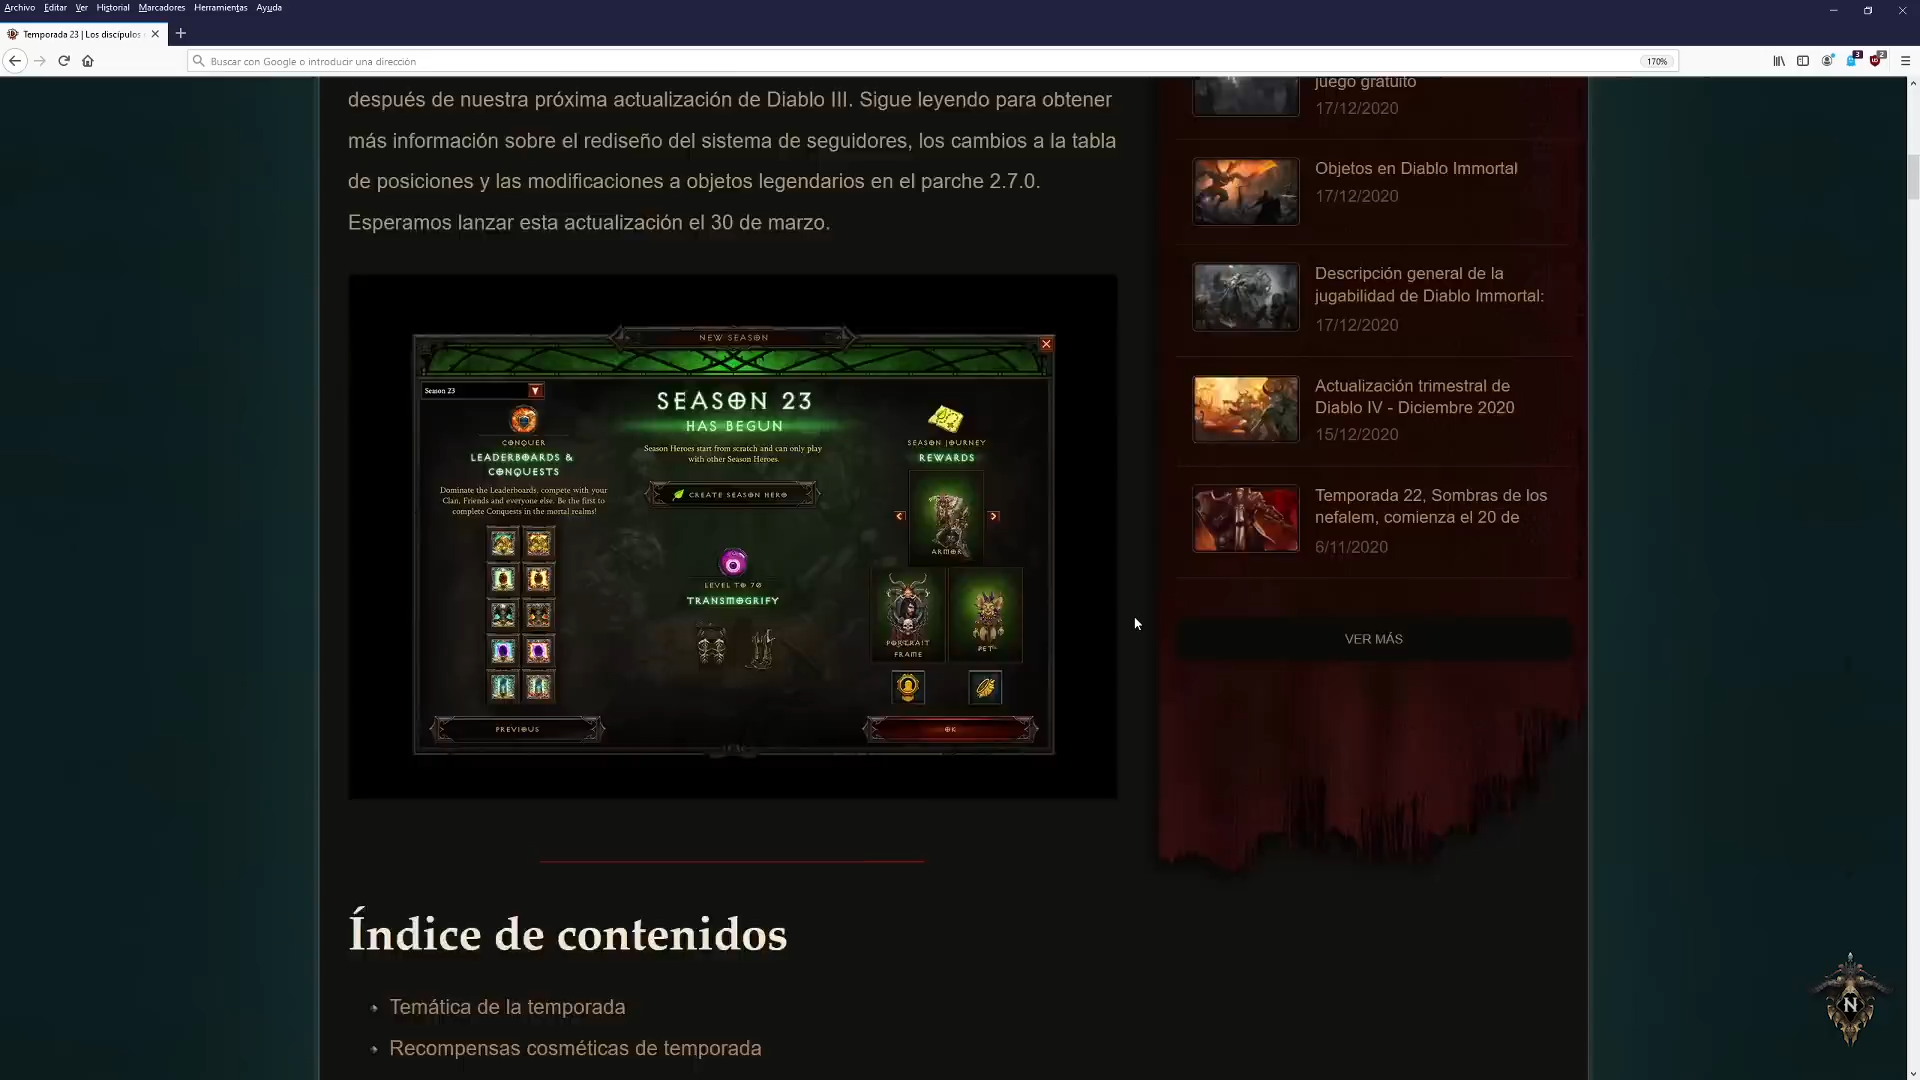 Archivo Editar Ver Historial Marcadores Herramientas Ayuda
Temporada 23 | Los discípulos
Buscar con Google o introducir una dirección
170%
3
2
después de nuestra próxima actualización de Diablo III. Sigue leyendo para obtener
más información sobre el rediseño del sistema de seguidores, los cambios a la tabla
de posiciones y las modificaciones a objetos legendarios en el parche 2.7.0.
Esperamos lanzar esta actualización el 30 de marzo.
NEW SEASON
Season 23
CONQUER
LEADERBOARDS &
CONQUESTS
Dominate the Leaderboards, compete with your
Clan, Friends and everyone else. Be the first to
complete Conquests in the mortal realms!
SEASON 23
HAS BEGUN
Season Heroes start from scratch and can only play
with other Season Heroes.
CREATE SEASON HERO
LEVEL TO 70
TRANSMOGRIFY
SEASON JOURNEY
REWARDS
ARMOR
PORTRAIT
FRAME
PET
PREVIOUS
OK
juego gratuito
17/12/2020
Objetos en Diablo Immortal
17/12/2020
Descripción general de la
jugabilidad de Diablo Immortal:
17/12/2020
Actualización trimestral de
Diablo IV - Diciembre 2020
15/12/2020
Temporada 22, Sombras de los
nefalem, comienza el 20 de
6/11/2020
VER MÁS
Índice de contenidos
Temática de la temporada
Recompensas cosméticas de temporada
N